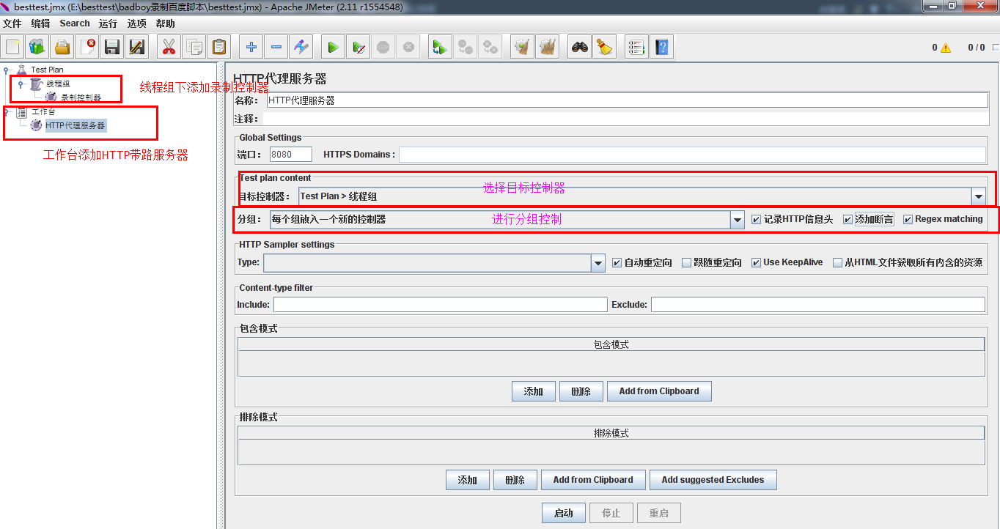 besttest.jmx (E:\besttest\badboy录制百度脚本\besttest.jmx) - Apache JMeter (2.11 r1554548)
文件 编辑 Search 运行 选项 帮助
0 0 / 0
Test Plan
线程组
录制控制器
工作台
HTTP代理服务器
线程组下添加录制控制器
工作台添加HTTP带路服务器
HTTP代理服务器
名称: HTTP代理服务器
注释:
Global Settings
端口: 8080 HTTPS Domains :
Test plan content
选择目标控制器
目标控制器: Test Plan > 线程组
分组: 每个组嵌入一个新的控制器 进行分组控制 记录HTTP信息头 添加断言 Regex matching
HTTP Sampler settings
Type: 自动重定向 跟随重定向 Use KeepAlive 从HTML文件获取所有内含的资源
Content-type filter
Include: Exclude:
包含模式
包含模式
添加 删除 Add from Clipboard
排除模式
排除模式
添加 删除 Add from Clipboard Add suggested Excludes
启动 停止 重启